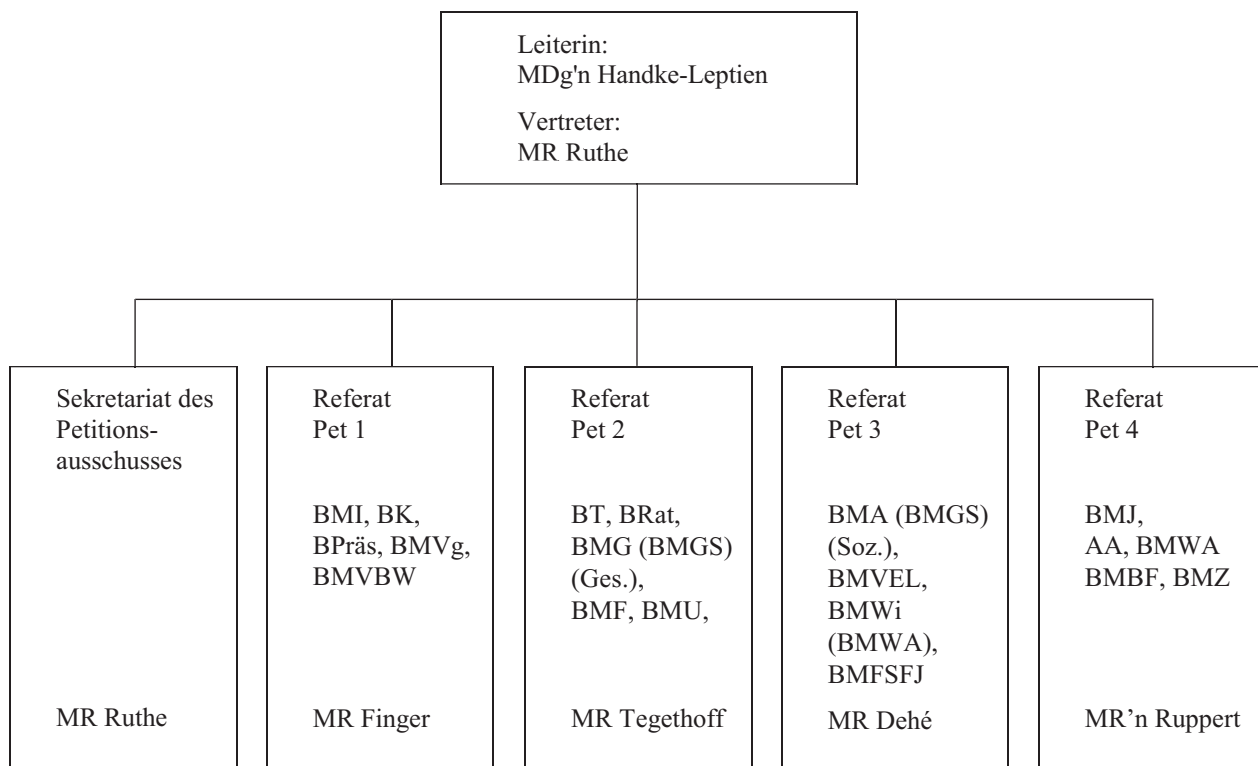 Leiterin:
MDg'n Handke-Leptien
Vertreter:
MR Ruthe
Sekretariat des
Petitions-
ausschusses
MR Ruthe
Referat
Pet 1
BMI, BK,
BPräs, BMVg,
BMVBW
MR Finger
Referat
Pet 2
BT, BRat,
BMG (BMGS)
(Ges.),
BMF, BMU,
MR Tegethoff
Referat
Pet 3
BMA (BMGS)
(Soz.),
BMVEL,
BMWi
(BMWA),
BMFSFJ
MR Dehé
Referat
Pet 4
BMJ,
AA, BMWA
BMBF, BMZ
MR’n Ruppert